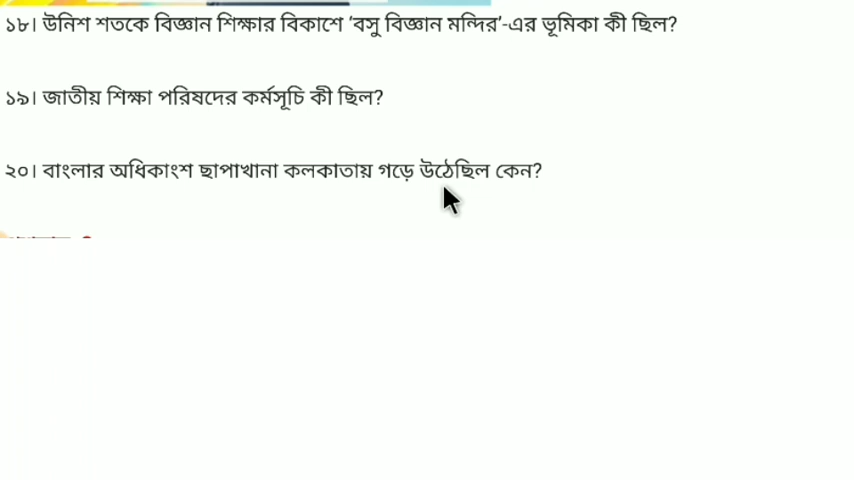 ১৮। উনিশ শতকে বিজ্ঞান শিক্ষার বিকাশে 'বসু বিজ্ঞান মন্দির'-এর ভূমিকা কী ছিল?
১৯। জাতীয় শিক্ষা পরিষদের কর্মসূচি কী ছিল?
২০। বাংলার অধিকাংশ ছাপাখানা কলকাতায় গড়ে উঠেছিল কেন?